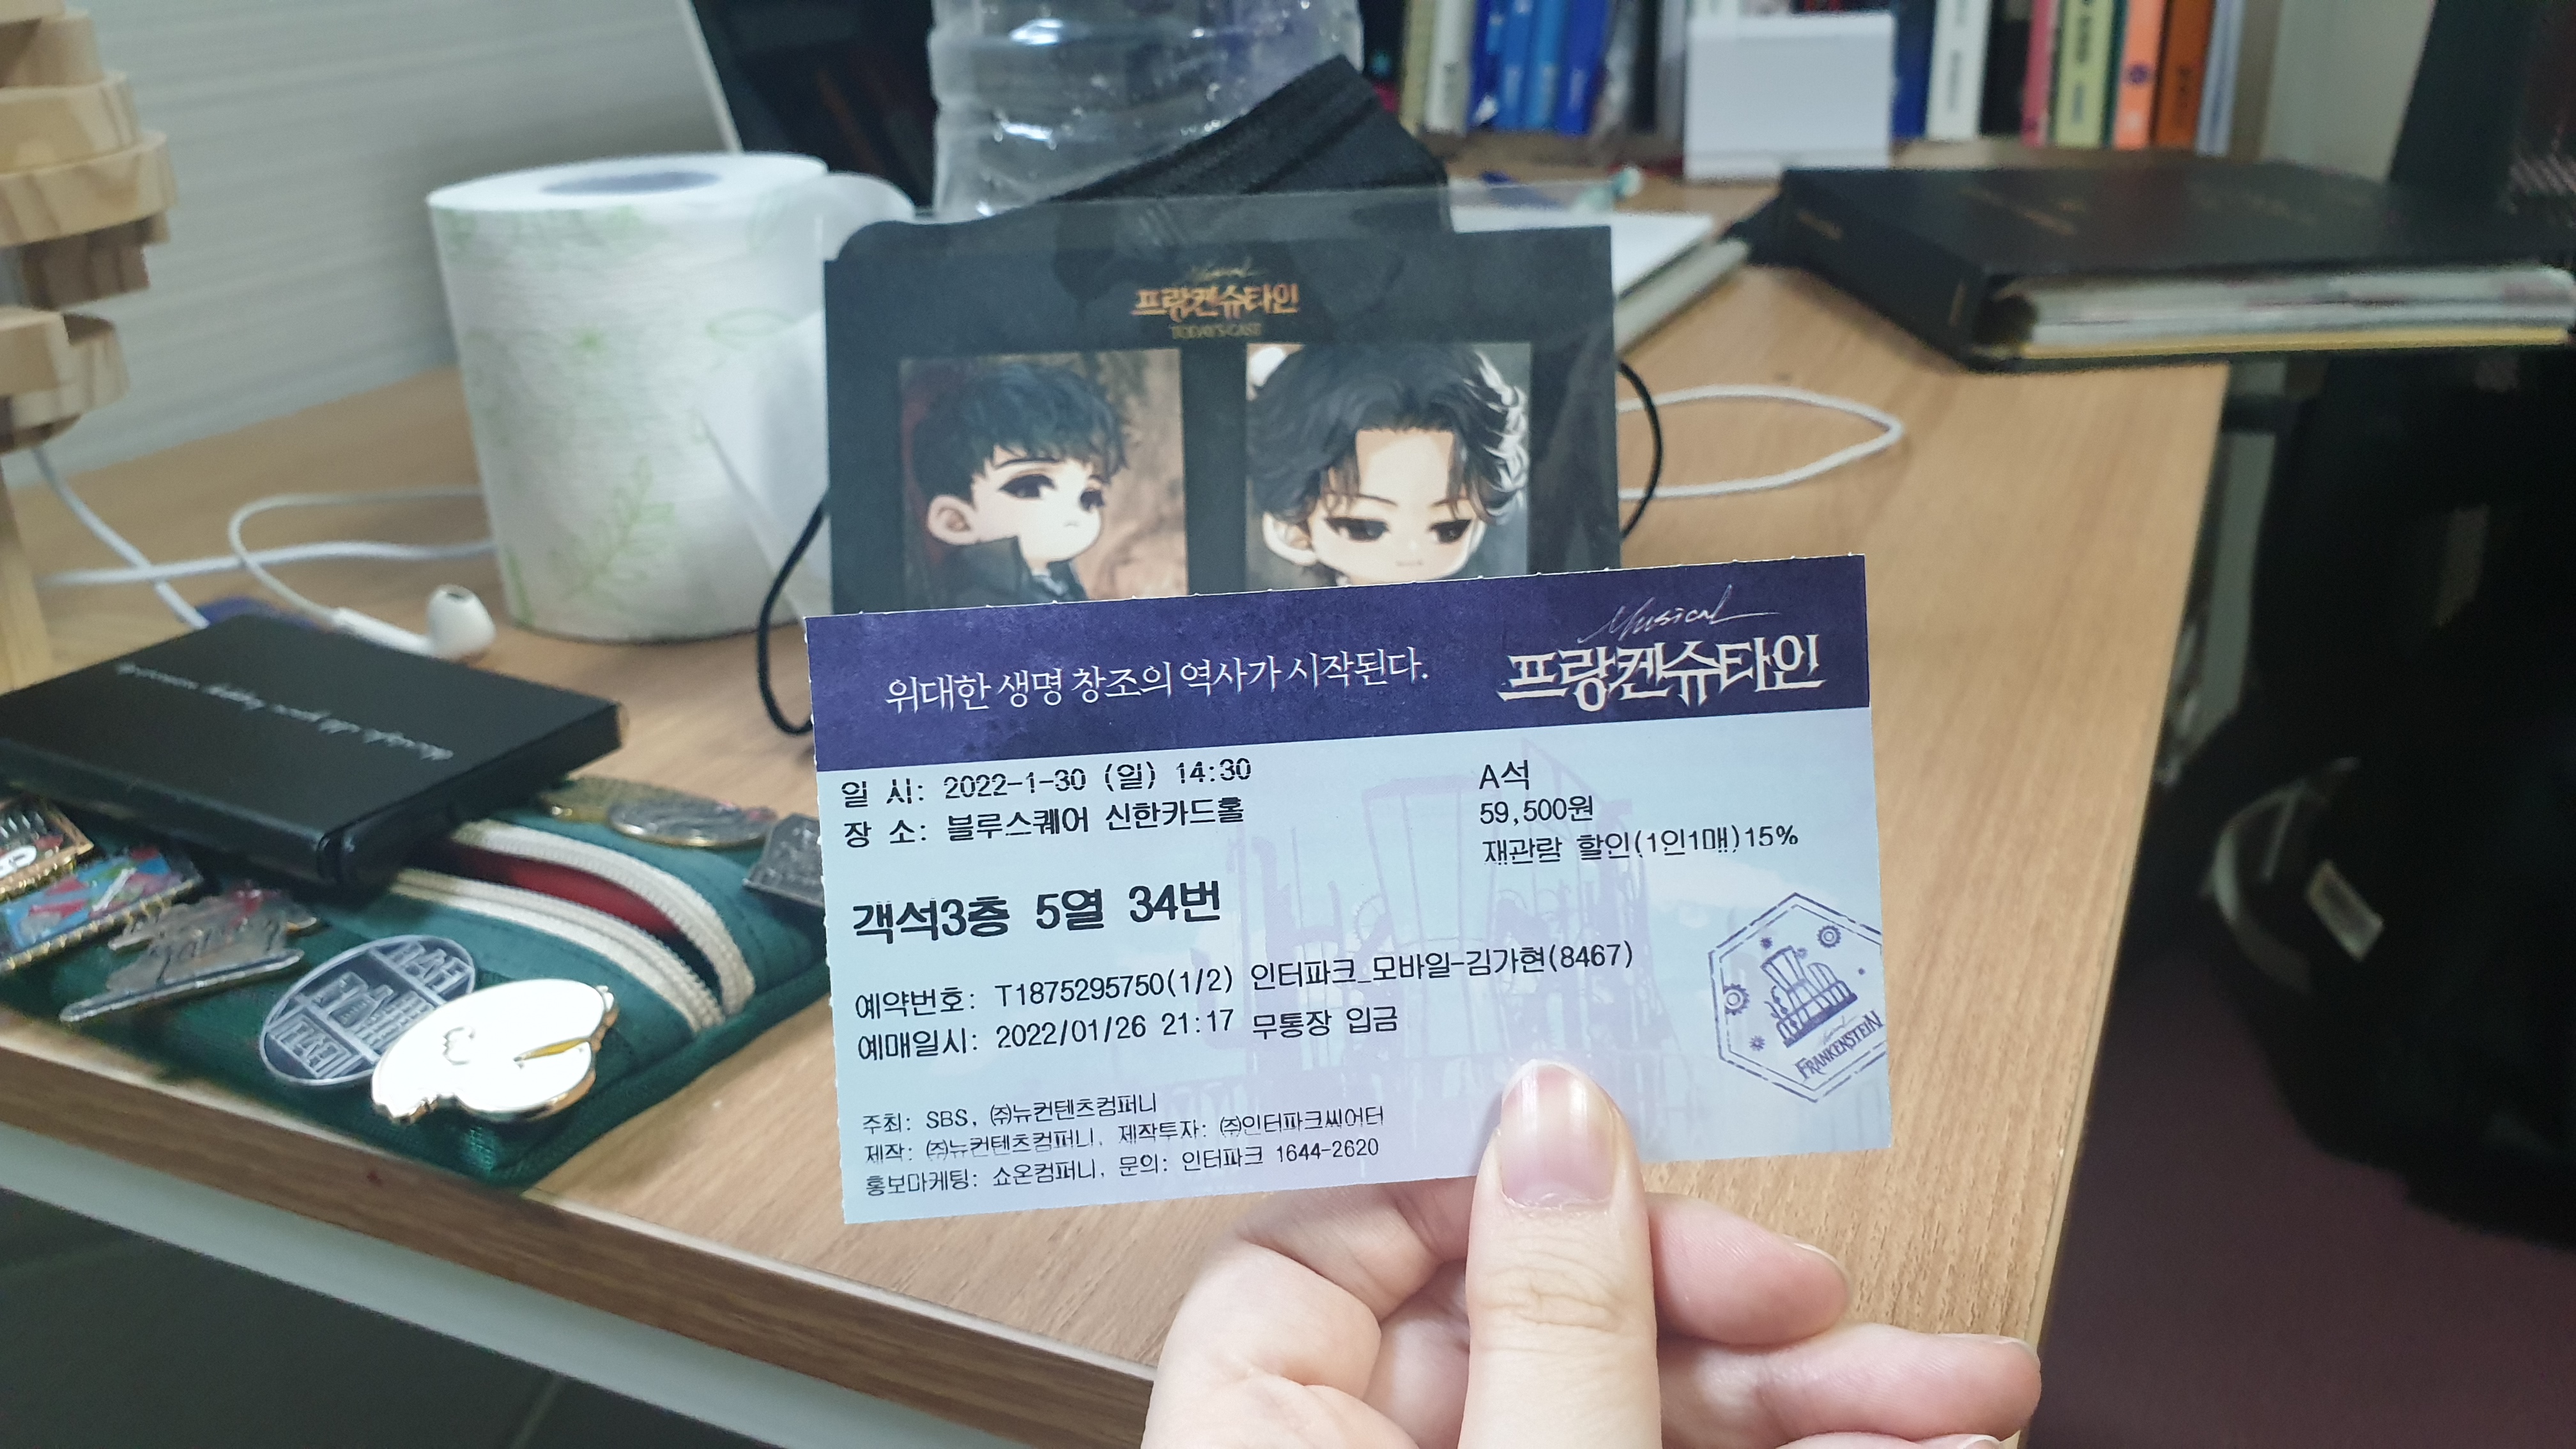 Musical
프랑켄슈타인
TODAY'S CAST
위대한 생명 창조의 역사가 시작된다.
Musical
프랑켄슈타인
일 시: 2022-1-30 (일) 14:30
장 소: 블루스퀘어 신한카드홀
A석
59,500원
재관람 할인(1인1매)15%
객석3층 5열 34번
예약번호: T1875295750(1/2) 인터파크_모바일-김가현(8467)
예매일시: 2022/01/26 21:17 무통장 입금
FRANKENSTEIN
주최: SBS, ㈜뉴컨텐츠컴퍼니
제작: ㈜뉴컨텐츠컴퍼니, 제작투자: ㈜인터파크씨어터
홍보마케팅: 쇼온컴퍼니, 문의: 인터파크 1644-2620